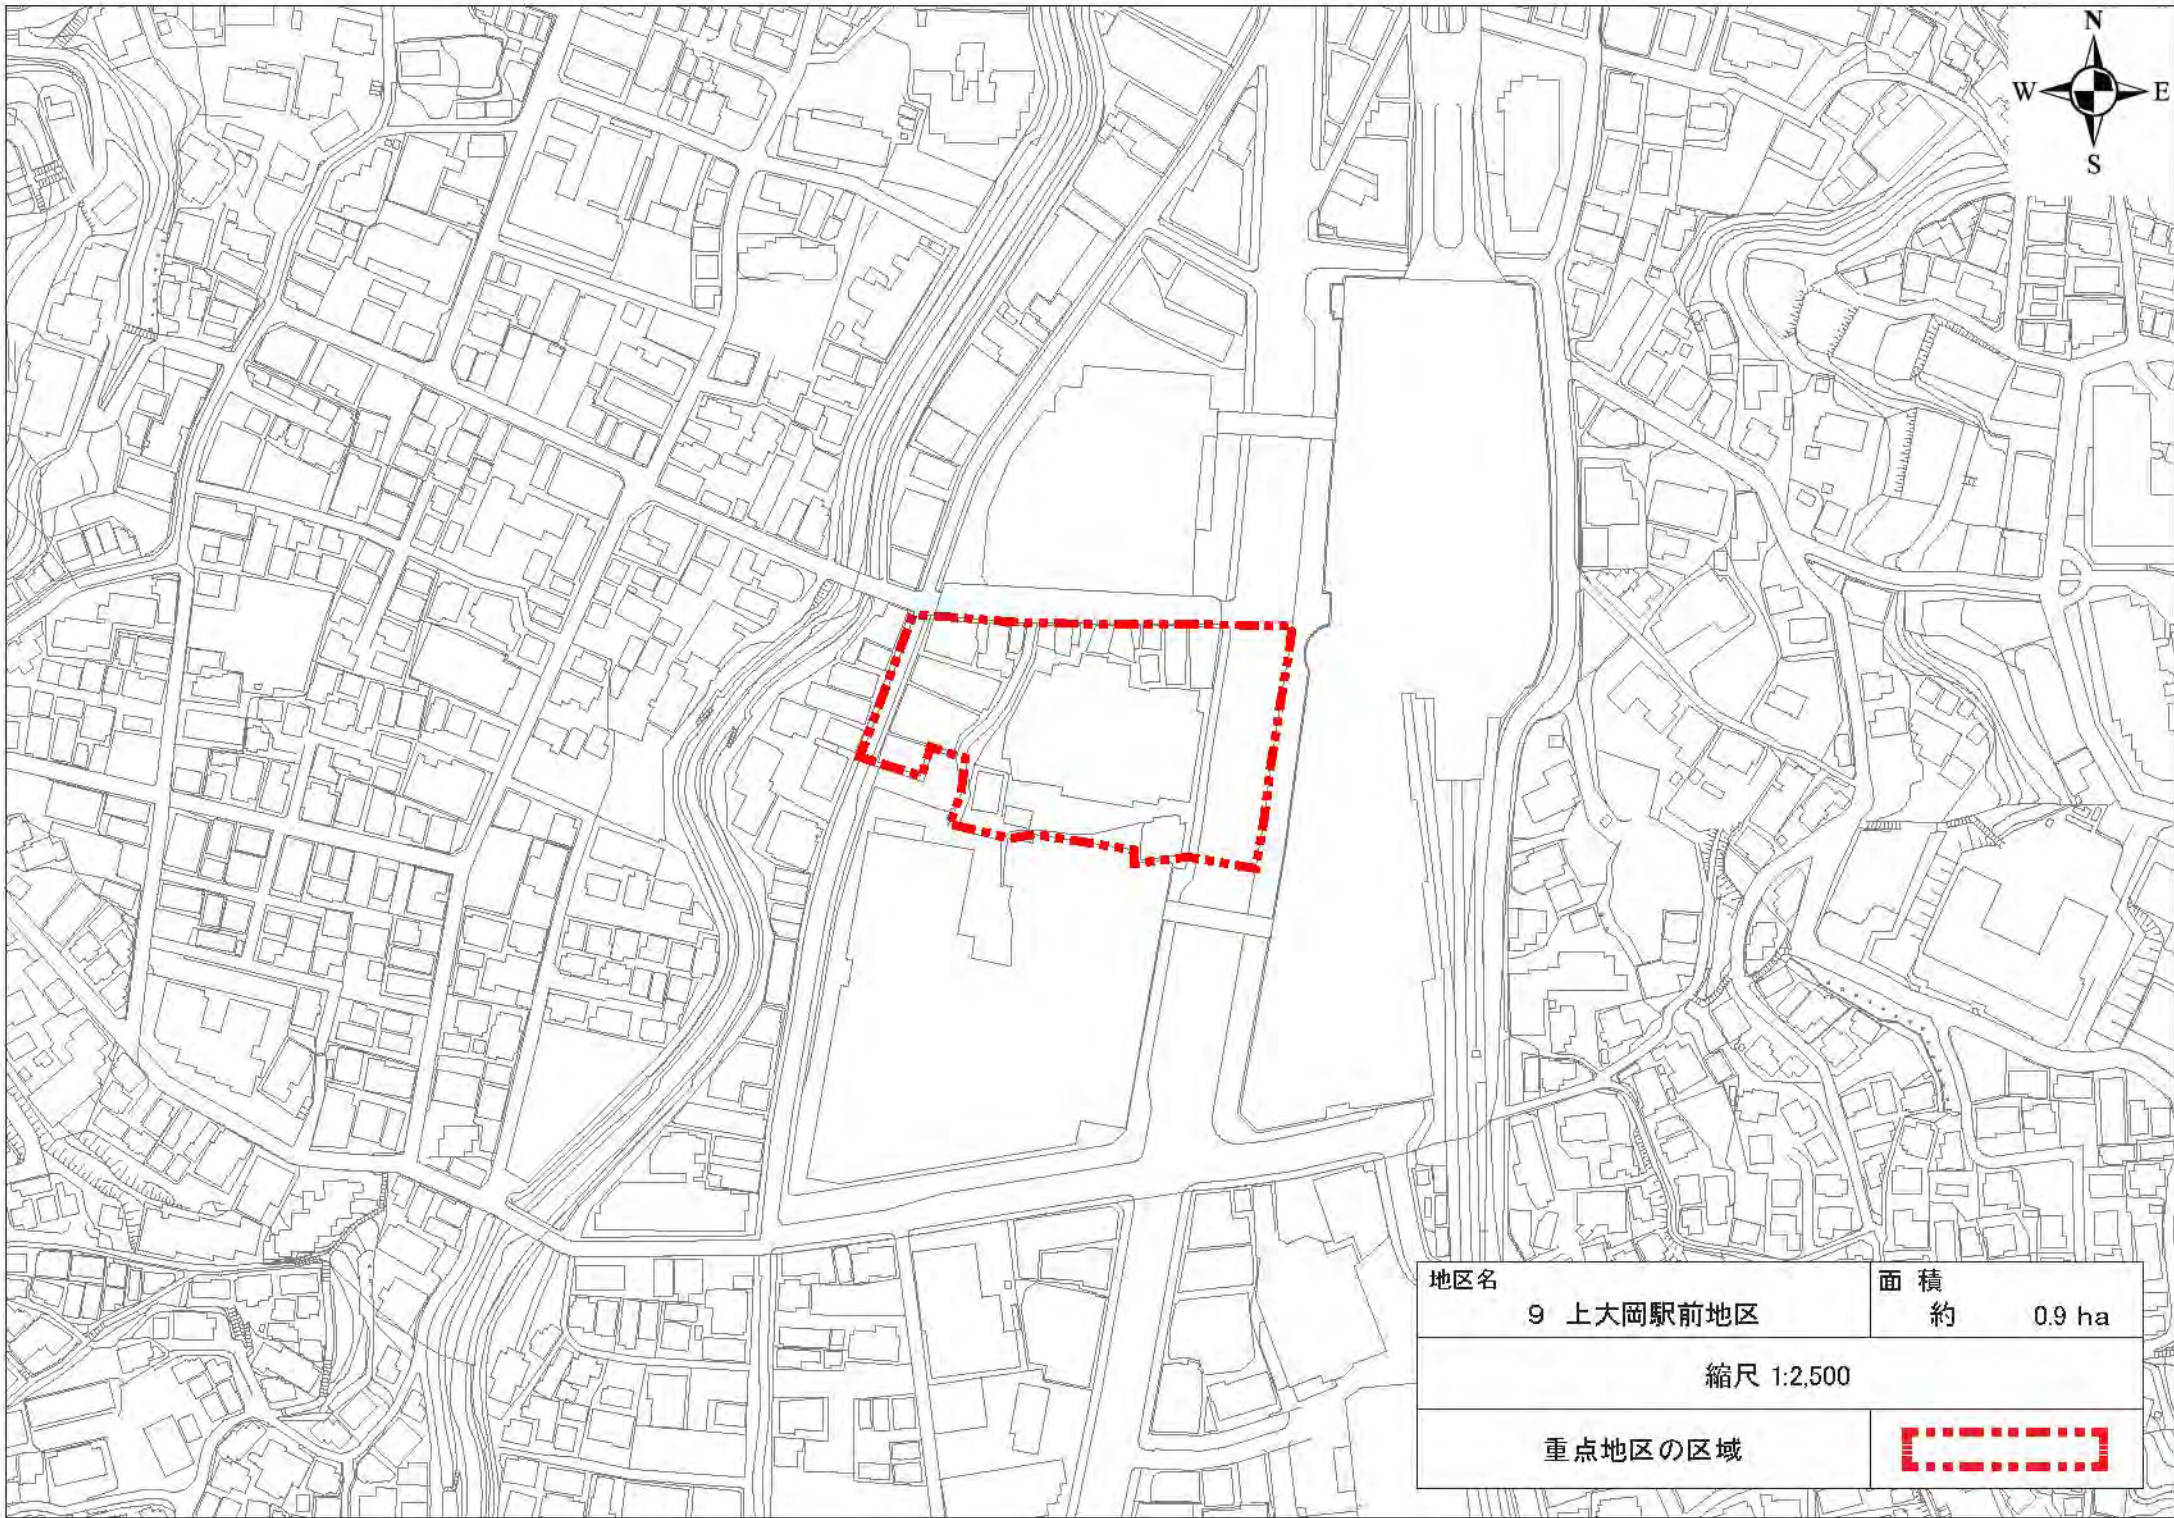 N
W E
S
地区名
9 上大岡駅前地区
面 積
約 0.9 ha
縮尺 1:2,500
重点地区の区域